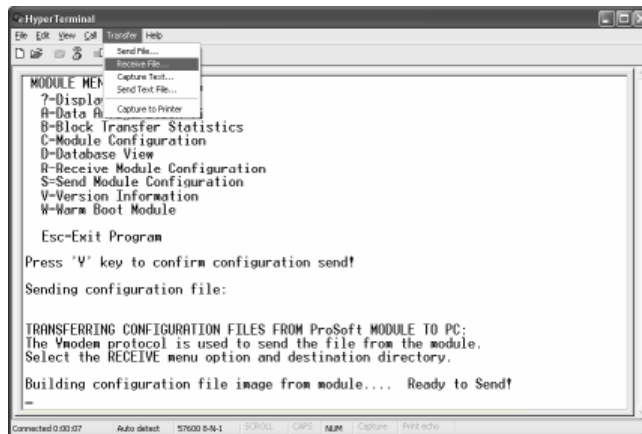 HyperTerminal
File Edit View Call Transfer Help
Send File...
Receive File...
Capture Text...
Send Text File...
Capture to Printer
MODULE MEN
?-Displa
A-Data A
B-Block Transfer Statistics
C-Module Configuration
D-Database View
R-Receive Module Configuration
S=Send Module Configuration
V-Version Information
W-Warm Boot Module
Esc-Exit Program
Press 'Y' key to confirm configuration send!
Sending configuration file:
TRANSFERRING CONFIGURATION FILES FROM ProSoft MODULE TO PC:
The Ymodem protocol is used to send the file from the module.
Select the RECEIVE menu option and destination directory.
Building configuration file image from module.... Ready to Send!
Connected 0:00:07 Auto detect 57600 8-N-1 SCROLL CAPS NUM Capture Print echo